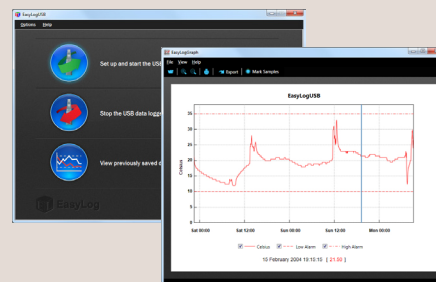 EasyLogUSB
Options Help
Set up and start the USB
Stop the USB data logge
View previously saved d
EasyLog
EasyLogGraph
File View Help
Export Mark Samples
EasyLogUSB
Celsius
35
30
25
20
15
10
5
0
Sat 00:00 Sat 12:00 Sun 00:00 Sun 12:00 Mon 00:00
Celsius Low Alarm High Alarm
15 February 2004 19:15:10 [ 21.00 ]